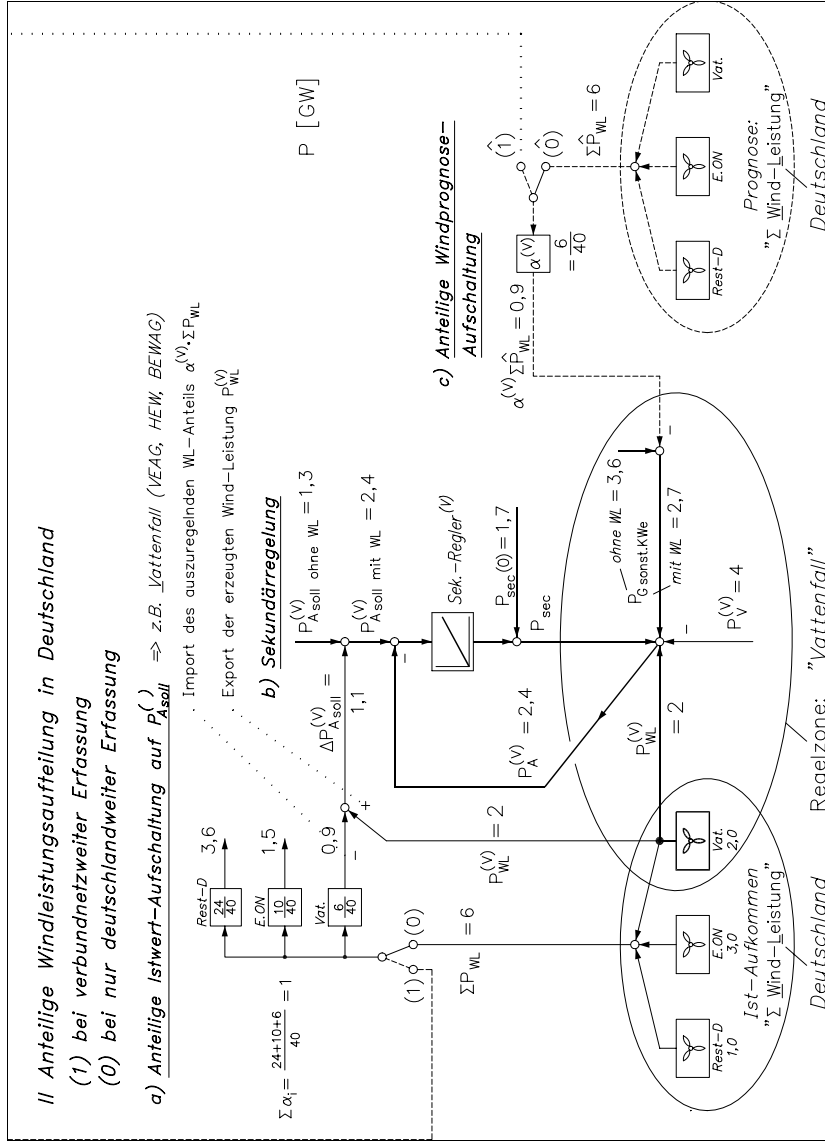 II Anteilige Windleistungsaufteilung in Deutschland
(1) bei verbundnetzweiter Erfassung
(0) bei nur deutschlandweiter Erfassung
a) Anteilige Istwert-Aufschaltung auf P_Asoll^( ) => z.B. Vattenfall (VEAG, HEW, BEWAG)
Import des auszuregelnden WL-Anteils α^(V)·ΣP_WL
Export der erzeugten Wind-Leistung P_WL^(V)
P [GW]
Σα_i = (24+10+6)/40 = 1
Rest-D
24/40
3,6
E.ON
10/40
1,5
Vat.
6/40
0,9
−
+
ΔP_Asoll^(V) =
1,1
(1)
(0)
ΣP_WL = 6
P_WL^(V) = 2
b) Sekundärregelung
P_Asoll^(V) ohne WL = 1,3
P_Asoll^(V) mit WL = 2,4
−
Sek.-Regler^(V)
P_sec(0) = 1,7
P_sec
P_A^(V) = 2,4
P_WL^(V) = 2
−
P_V^(V) = 4
ohne WL = 3,6
P_Gsonst.KWe
mit WL = 2,7
−
c) Anteilige Windprognose-
Aufschaltung
(1̂)
(0̂)
α^(V)
= 6/40
α^(V) ΣP̂_WL = 0,9
ΣP̂_WL = 6
Rest-D
E.ON
Vat.
Prognose:
"Σ Wind-Leistung"
Deutschland
Rest-D
1,0
E.ON
3,0
Vat.
2,0
Ist-Aufkommen
"Σ Wind-Leistung"
Deutschland
Regelzone: "Vattenfall"